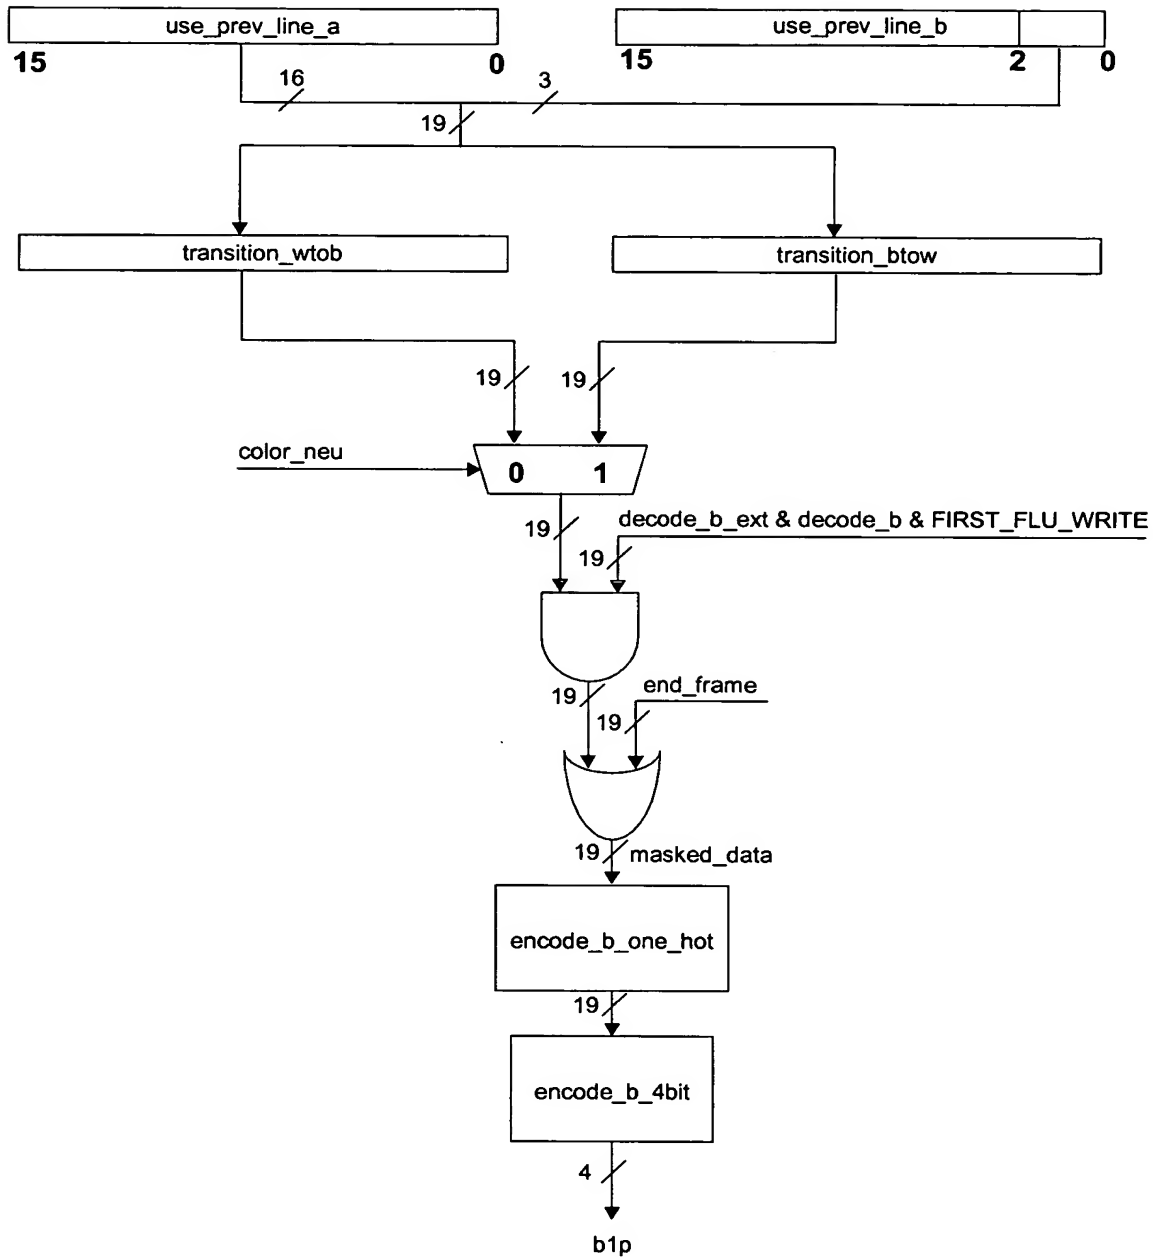 use_prev_line_a
use_prev_line_b
15
0
15
2
0
16
3
19
transition_wtob
transition_btow
19
19
color_neu
0
1
19
decode_b_ext & decode_b & FIRST_FLU_WRITE
19
19
end_frame
19
19
masked_data
encode_b_one_hot
19
encode_b_4bit
4
b1p